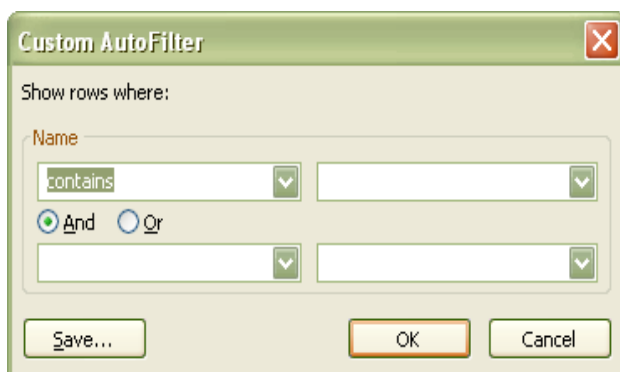 Custom AutoFilter
Show rows where:
Name
contains
And Or
Save... OK Cancel